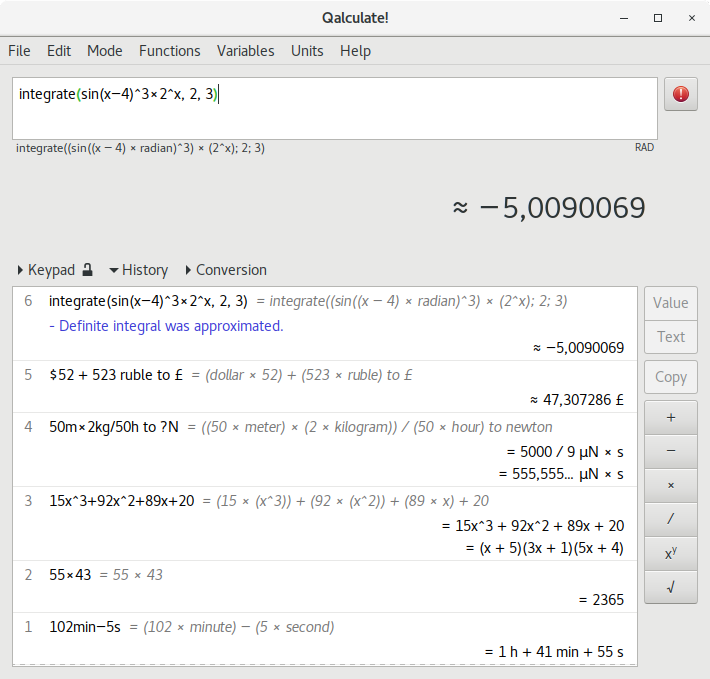 Qalculate!
File Edit Mode Functions Variables Units Help
integrate(sin(x−4)^3×2^x, 2, 3)
integrate((sin((x − 4) × radian)^3) × (2^x); 2; 3)
RAD
≈ −5,0090069
Keypad History Conversion
6 integrate(sin(x−4)^3×2^x, 2, 3) = integrate((sin((x − 4) × radian)^3) × (2^x); 2; 3)
- Definite integral was approximated.
≈ −5,0090069
5 $52 + 523 ruble to £ = (dollar × 52) + (523 × ruble) to £
≈ 47,307286 £
4 50m×2kg/50h to ?N = ((50 × meter) × (2 × kilogram)) / (50 × hour) to newton
= 5000 / 9 µN × s
= 555,555... µN × s
3 15x^3+92x^2+89x+20 = (15 × (x^3)) + (92 × (x^2)) + (89 × x) + 20
= 15x^3 + 92x^2 + 89x + 20
= (x + 5)(3x + 1)(5x + 4)
2 55×43 = 55 × 43
= 2365
1 102min−5s = (102 × minute) − (5 × second)
= 1 h + 41 min + 55 s
Value
Text
Copy
+
−
×
/
xʸ
√